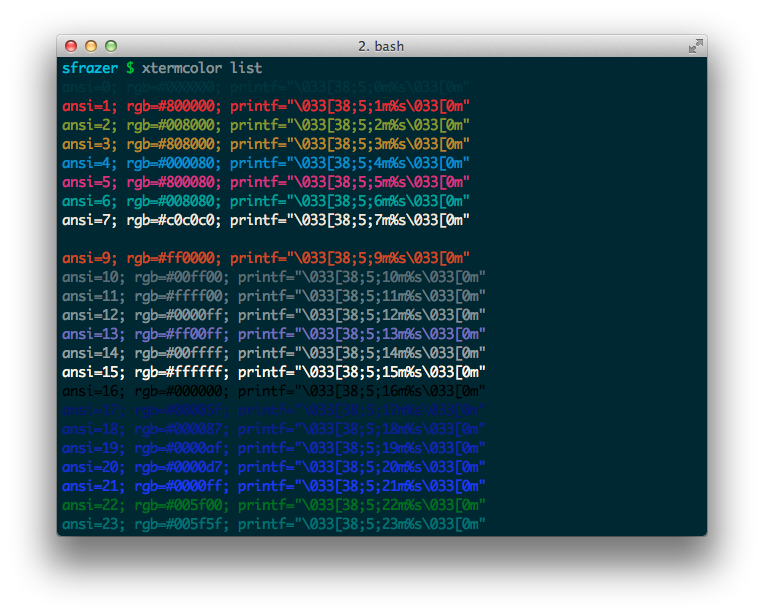 2. bash
sfrazer $ xtermcolor list
ansi=0; rgb=#000000; printf="\033[38;5;0m%s\033[0m"
ansi=1; rgb=#800000; printf="\033[38;5;1m%s\033[0m"
ansi=2; rgb=#008000; printf="\033[38;5;2m%s\033[0m"
ansi=3; rgb=#808000; printf="\033[38;5;3m%s\033[0m"
ansi=4; rgb=#000080; printf="\033[38;5;4m%s\033[0m"
ansi=5; rgb=#800080; printf="\033[38;5;5m%s\033[0m"
ansi=6; rgb=#008080; printf="\033[38;5;6m%s\033[0m"
ansi=7; rgb=#c0c0c0; printf="\033[38;5;7m%s\033[0m"
ansi=9; rgb=#ff0000; printf="\033[38;5;9m%s\033[0m"
ansi=10; rgb=#00ff00; printf="\033[38;5;10m%s\033[0m"
ansi=11; rgb=#ffff00; printf="\033[38;5;11m%s\033[0m"
ansi=12; rgb=#0000ff; printf="\033[38;5;12m%s\033[0m"
ansi=13; rgb=#ff00ff; printf="\033[38;5;13m%s\033[0m"
ansi=14; rgb=#00ffff; printf="\033[38;5;14m%s\033[0m"
ansi=15; rgb=#ffffff; printf="\033[38;5;15m%s\033[0m"
ansi=16; rgb=#000000; printf="\033[38;5;16m%s\033[0m"
ansi=17; rgb=#00005f; printf="\033[38;5;17m%s\033[0m"
ansi=18; rgb=#000087; printf="\033[38;5;18m%s\033[0m"
ansi=19; rgb=#0000af; printf="\033[38;5;19m%s\033[0m"
ansi=20; rgb=#0000d7; printf="\033[38;5;20m%s\033[0m"
ansi=21; rgb=#0000ff; printf="\033[38;5;21m%s\033[0m"
ansi=22; rgb=#005f00; printf="\033[38;5;22m%s\033[0m"
ansi=23; rgb=#005f5f; printf="\033[38;5;23m%s\033[0m"